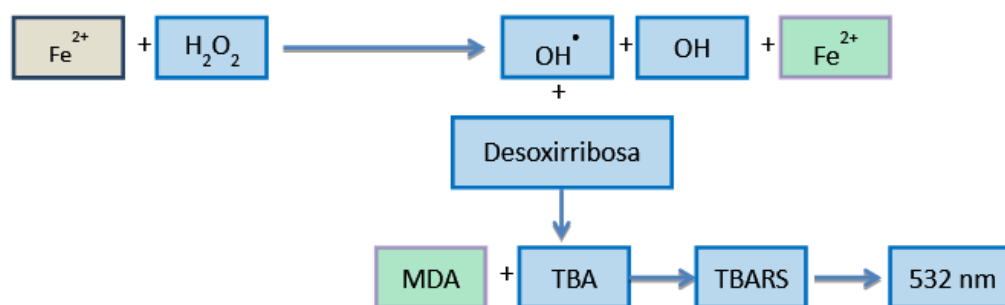 Fe²⁺ + H₂O₂ OH• + OH + Fe²⁺
+
Desoxirribosa
MDA + TBA TBARS 532 nm